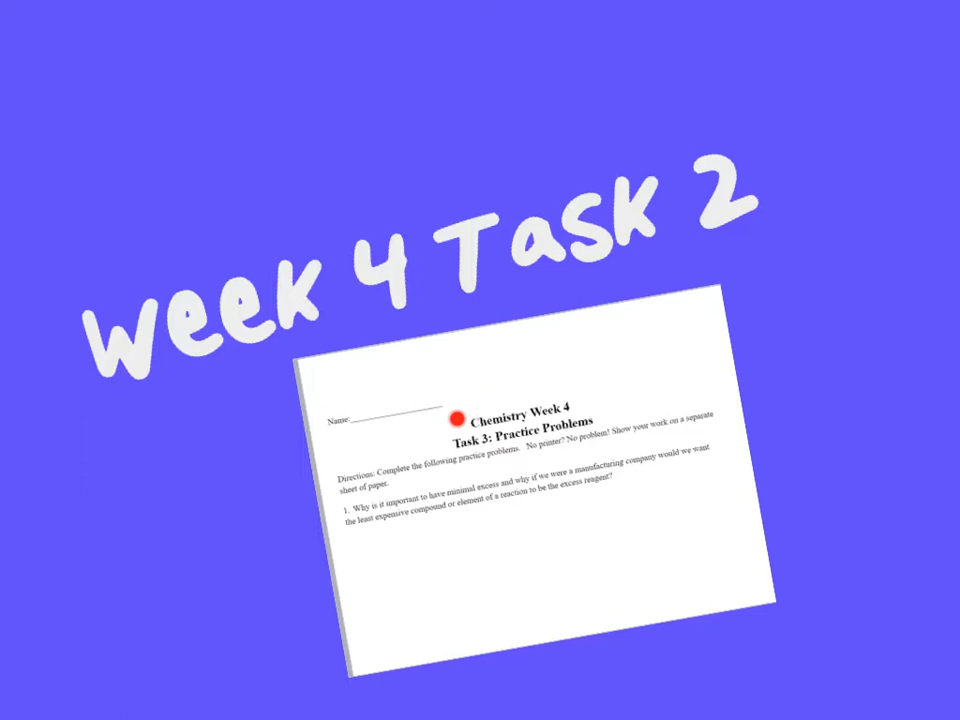 Week 4 Task 2
Name:
Chemistry Week 4
Task 3: Practice Problems
Directions: Complete the following practice problems. No printer? No problem! Show your work on a separate
sheet of paper.
1. Why is it important to have minimal excess and why if we were a manufacturing company would we want
the least expensive compound or element of a reaction to be the excess reagent?